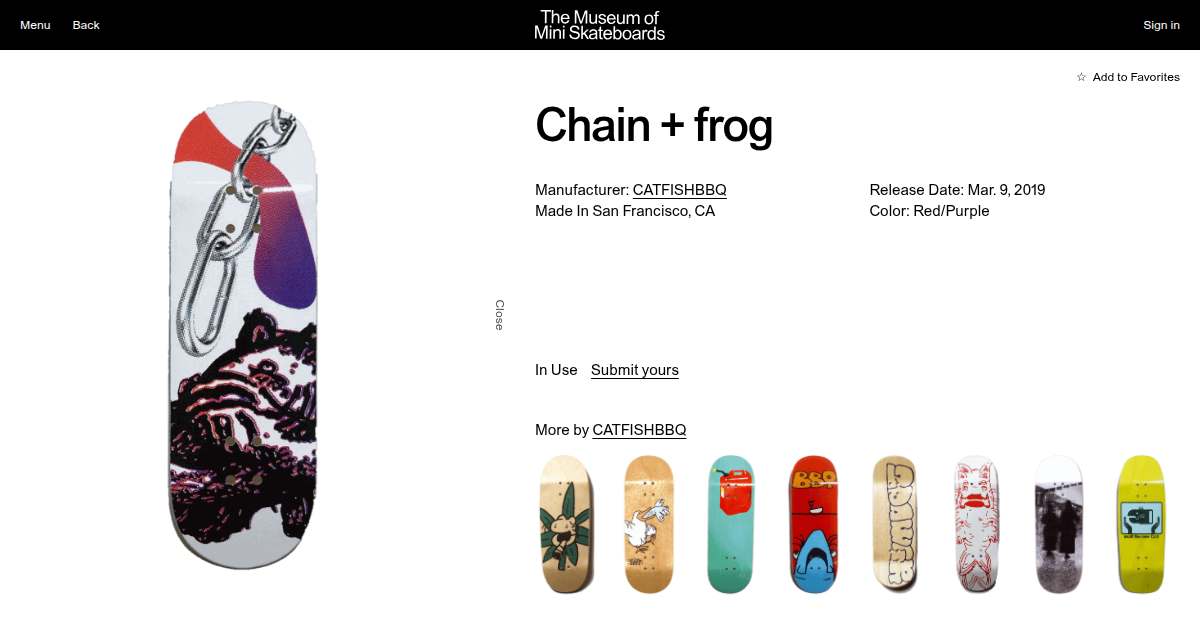 Menu
Back
The Museum of
Mini Skateboards
Sign in
☆ Add to Favorites
Chain + frog
Manufacturer: CATFISHBBQ
Made In San Francisco, CA
Release Date: Mar. 9, 2019
Color: Red/Purple
Close
In Use
Submit yours
More by CATFISHBBQ
BBQ